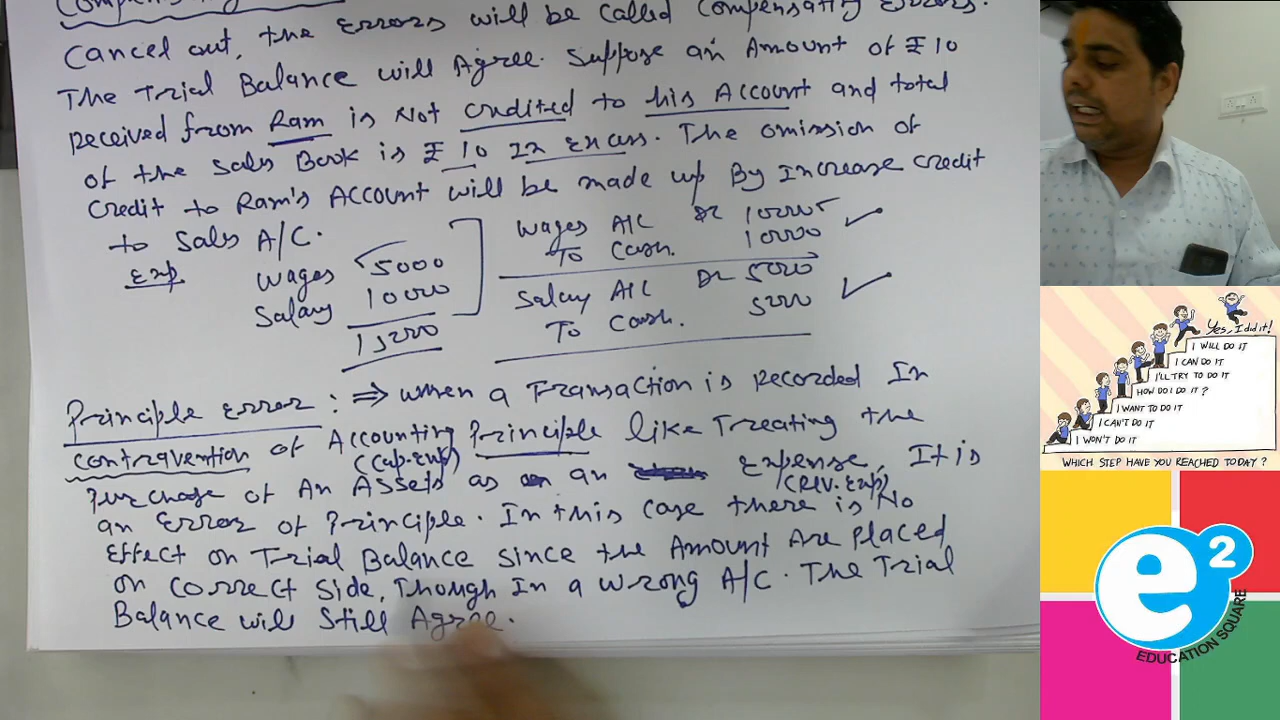 Cancel out, the Errors will be called Compensating Errors.
The Trial Balance will Agree. Suppose an Amount of ₹10
received from Ram is Not credited to his Account and total
of the Sales Book is ₹10 In Excess. The omission of
Credit to Ram's Account will be made up By Increase credit
to Sales A/C.
Exp
Wages 5000
Salary 10000
15000
Wages A/C Dr 10000
To Cash 10000
Salary A/C Dr 5000
To Cash. 5000
Principle Error : ⇒ When a Transaction is Recorded In
contravention of Accounting Principle like Treating the
(Cap. Exp)
Purchase of An Assets as an Expense, It is
(Rev. Exp)
an Error of Principle. In this case there is No
Effect on Trial Balance since the Amount Are Placed
on correct side, Though In a wrong A/C. The Trial
Balance will Still Agree.
Yes, I did it!
I WILL DO IT
I CAN DO IT
I'LL TRY TO DO IT
HOW DO I DO IT?
I WANT TO DO IT
I CAN'T DO IT
I WON'T DO IT
WHICH STEP HAVE YOU REACHED TODAY?
e2
EDUCATION SQUARE